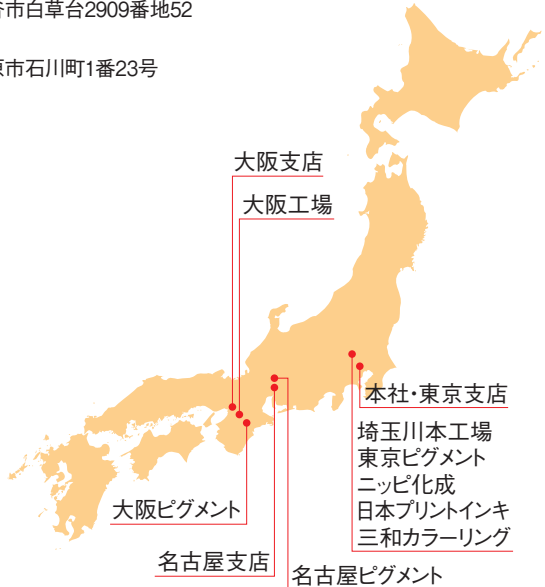 谷市白草台2909番地52
原市石川町1番23号
大阪支店
大阪工場
本社・東京支店
埼玉川本工場
東京ピグメント
ニッピ化成
日本プリントインキ
三和カラーリング
大阪ピグメント
名古屋支店
名古屋ピグメント